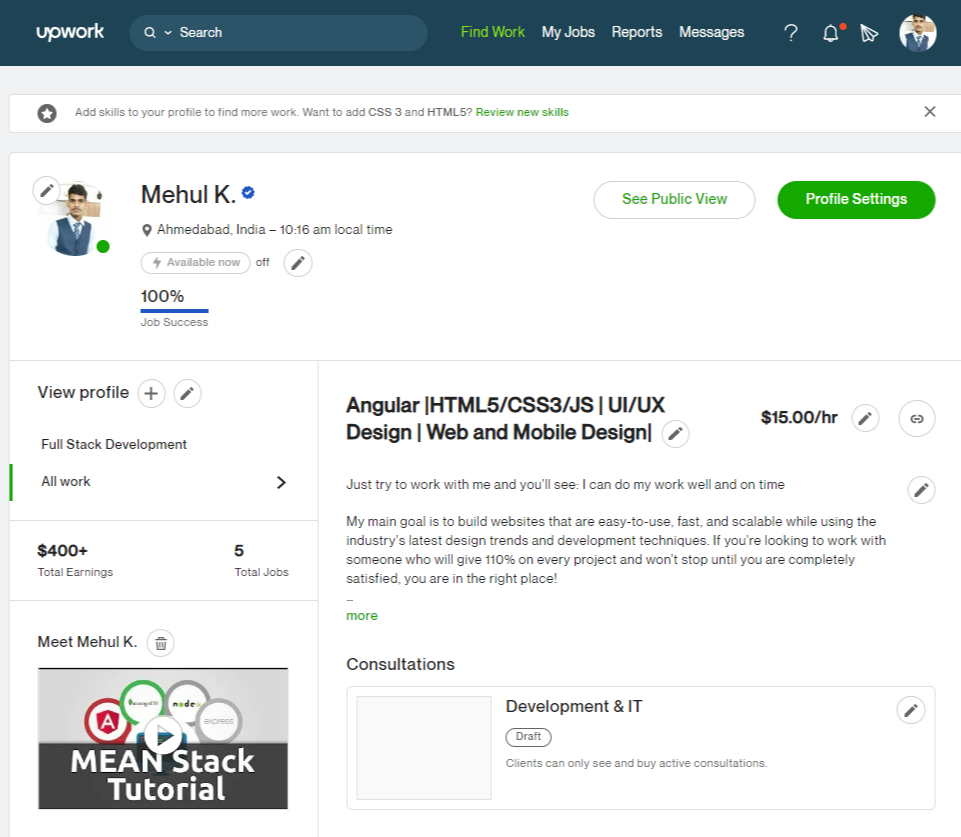 upwork
Search
Find Work
My Jobs
Reports
Messages
Add skills to your profile to find more work. Want to add CSS 3 and HTML5? Review new skills
Mehul K.
Ahmedabad, India – 10:16 am local time
Available now off
100%
Job Success
See Public View
Profile Settings
View profile
Full Stack Development
All work
$400+
Total Earnings
5
Total Jobs
Meet Mehul K.
express
MEAN Stack
Tutorial
Angular |HTML5/CSS3/JS | UI/UX
Design | Web and Mobile Design|
$15.00/hr
Just try to work with me and you'll see: I can do my work well and on time
My main goal is to build websites that are easy-to-use, fast, and scalable while using the
industry's latest design trends and development techniques. If you're looking to work with
someone who will give 110% on every project and won't stop until you are completely
satisfied, you are in the right place!
_
more
Consultations
Development & IT
Draft
Clients can only see and buy active consultations.